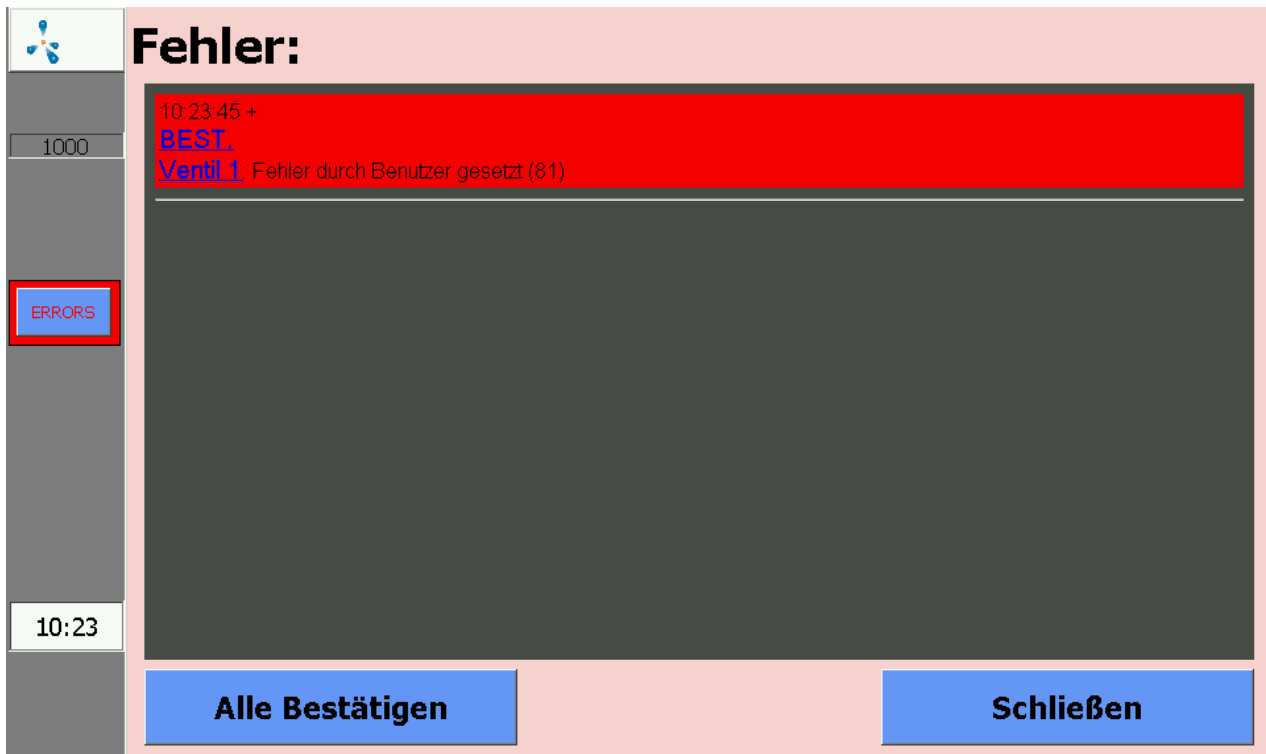 Fehler:
10:23:45 +
BEST.
Ventil 1: Fehler durch Benutzer gesetzt (81)
1000
ERRORS
10:23
Alle Bestätigen
Schließen